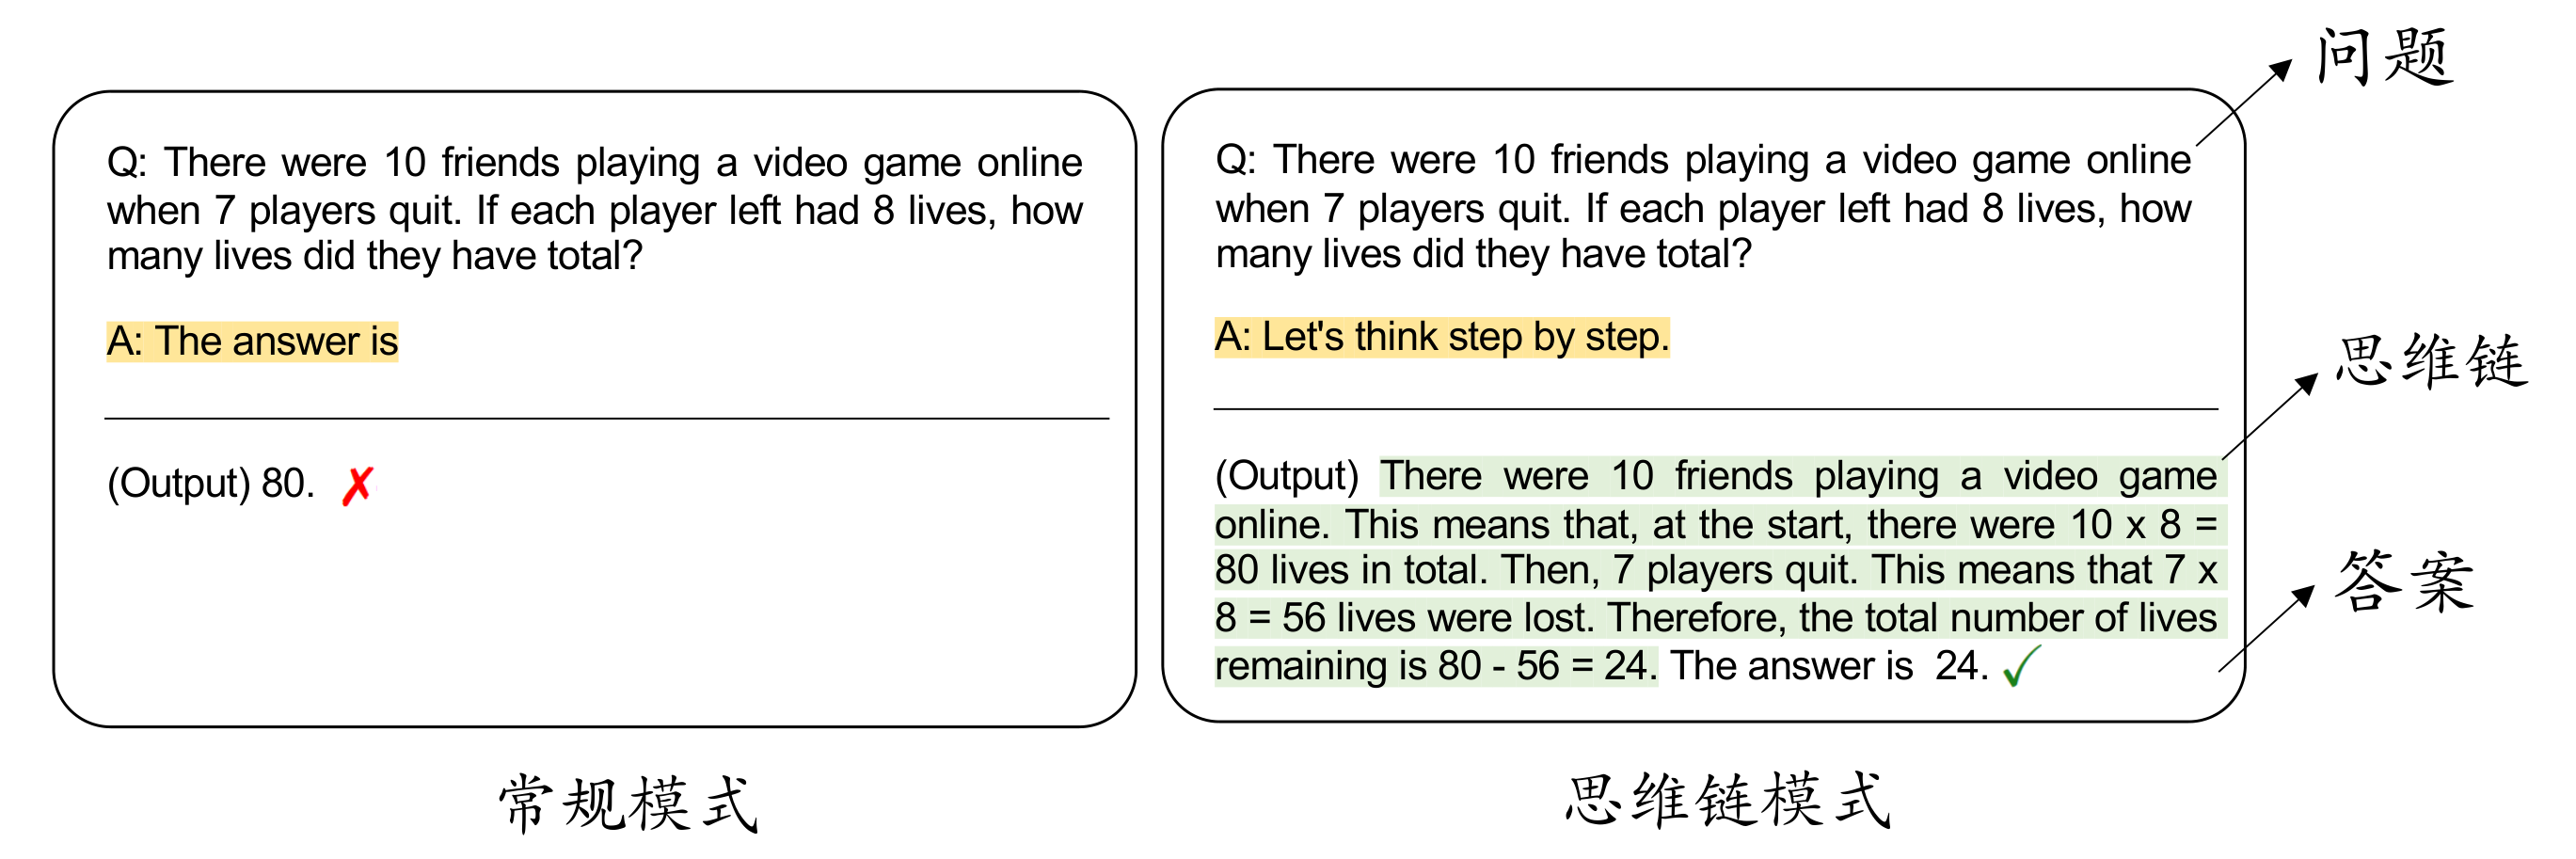 Q: There were 10 friends playing a video game online
when 7 players quit. If each player left had 8 lives, how
many lives did they have total?
A: The answer is
(Output) 80. ✗
常规模式
问题
Q: There were 10 friends playing a video game online
when 7 players quit. If each player left had 8 lives, how
many lives did they have total?
A: Let's think step by step.
思维链
(Output) There were 10 friends playing a video game
online. This means that, at the start, there were 10 x 8 =
80 lives in total. Then, 7 players quit. This means that 7 x
8 = 56 lives were lost. Therefore, the total number of lives
remaining is 80 - 56 = 24. The answer is 24. ✓
答案
思维链模式